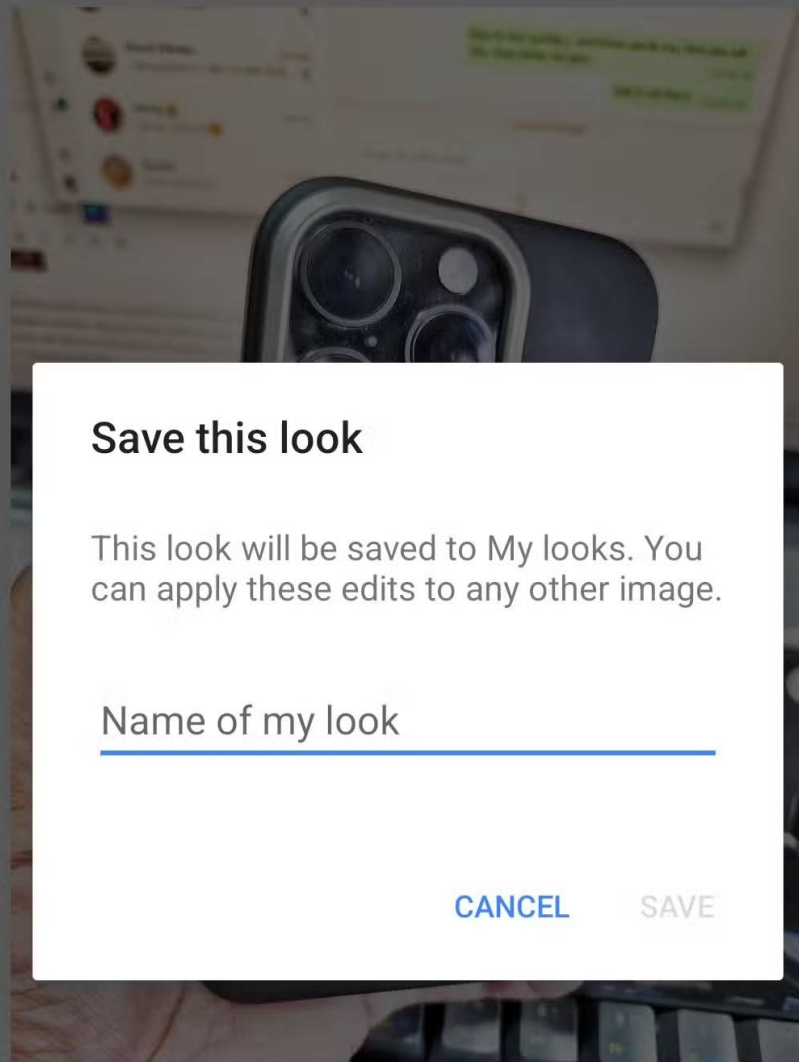 Save this look
This look will be saved to My looks. You
can apply these edits to any other image.
Name of my look
CANCEL
SAVE